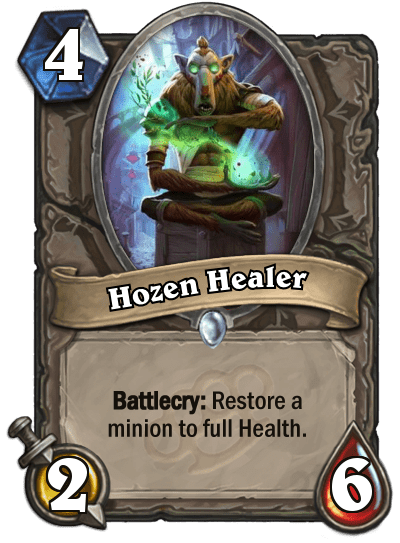 4
Hozen Healer
Battlecry: Restore a
minion to full Health.
2
6